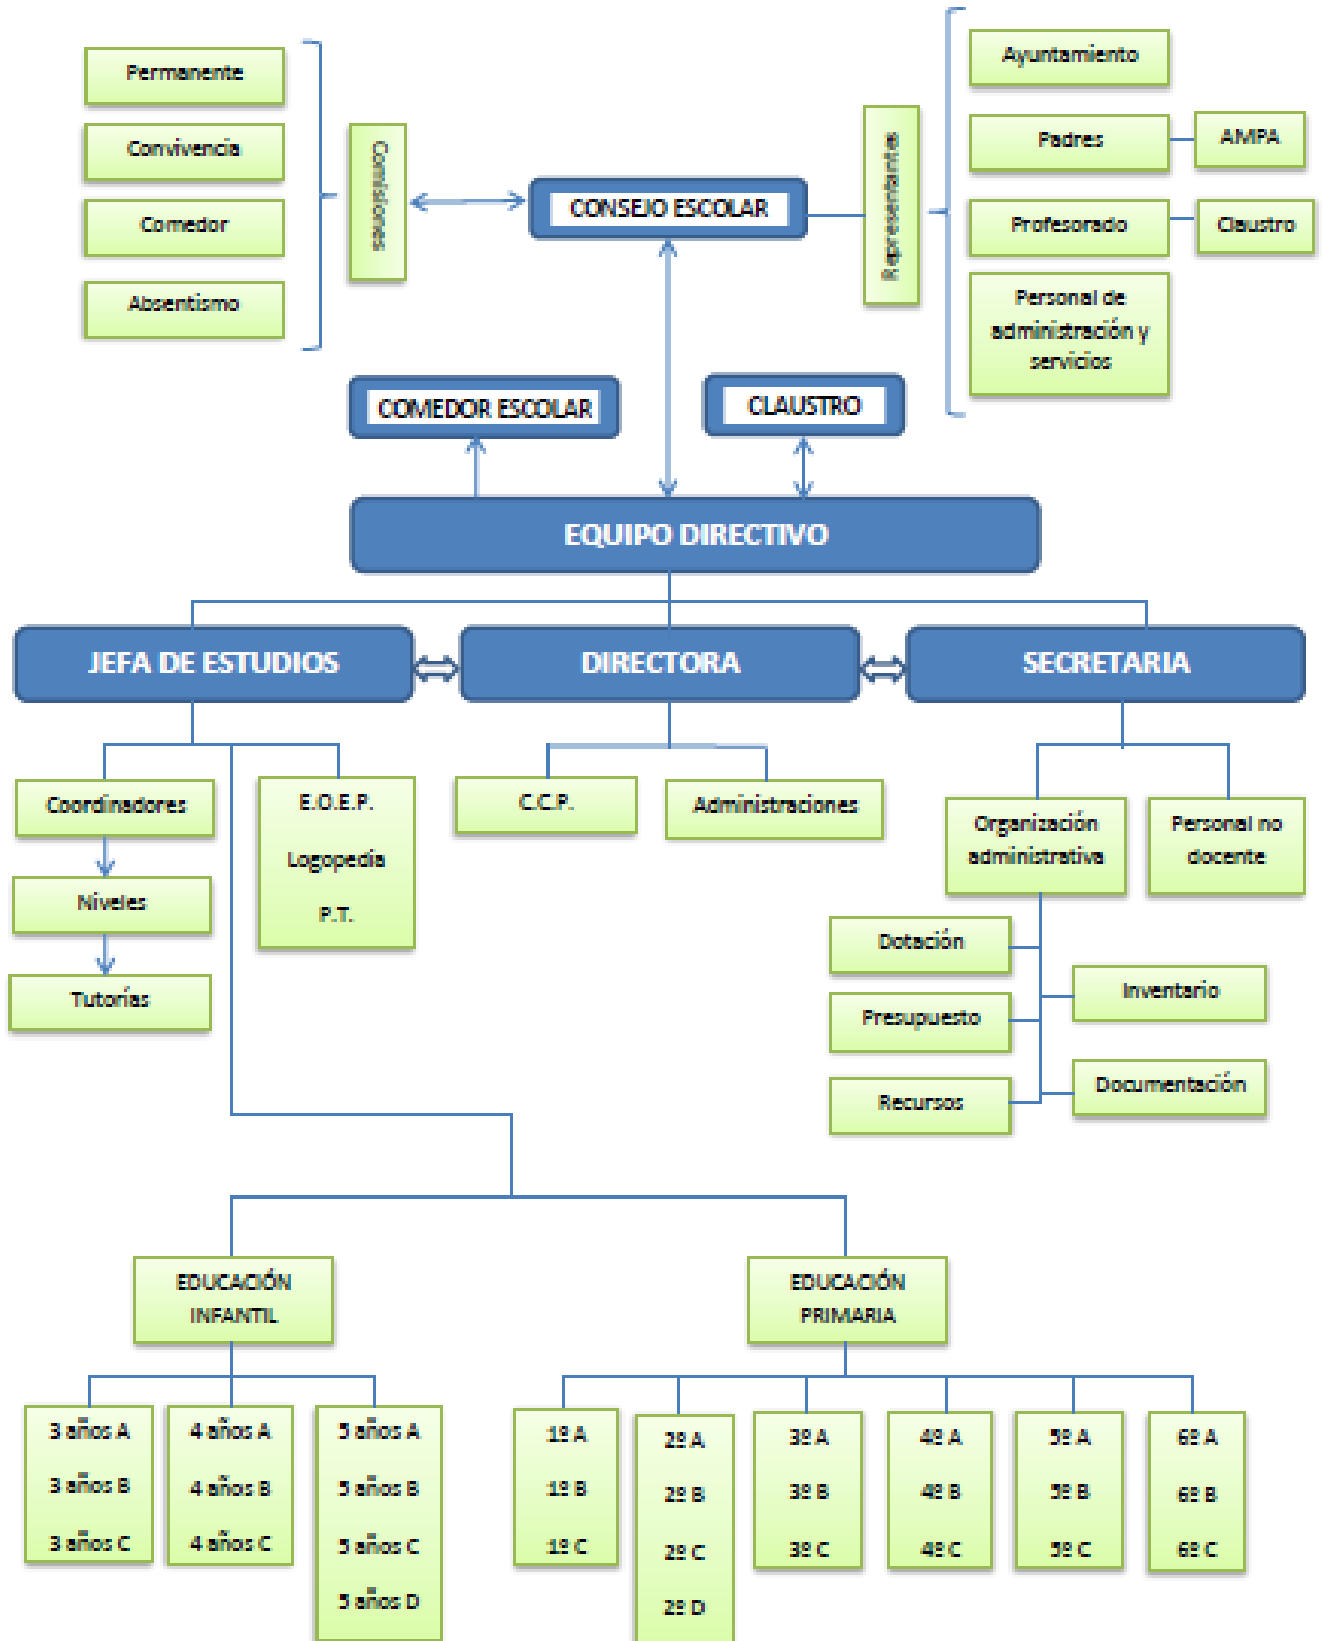 Permanente
Convivencia
Comedor
Absentismo
Comisiones
CONSEJO ESCOLAR
Representantes
Ayuntamiento
Padres
AMPA
Profesorado
Claustro
Personal de
administración y
servicios
COMEDOR ESCOLAR
CLAUSTRO
EQUIPO DIRECTIVO
JEFA DE ESTUDIOS
DIRECTORA
SECRETARIA
Coordinadores
Niveles
Tutorías
E.O.E.P.
Logopedia
P.T.
C.C.P.
Administraciones
Organización
administrativa
Personal no
docente
Dotación
Presupuesto
Recursos
Inventario
Documentación
EDUCACIÓN
INFANTIL
3 años A
3 años B
3 años C
4 años A
4 años B
4 años C
5 años A
5 años B
5 años C
5 años D
EDUCACIÓN
PRIMARIA
1º A
1º B
1º C
2º A
2º B
2º C
2º D
3º A
3º B
3º C
4º A
4º B
4º C
5º A
5º B
5º C
6º A
6º B
6º C